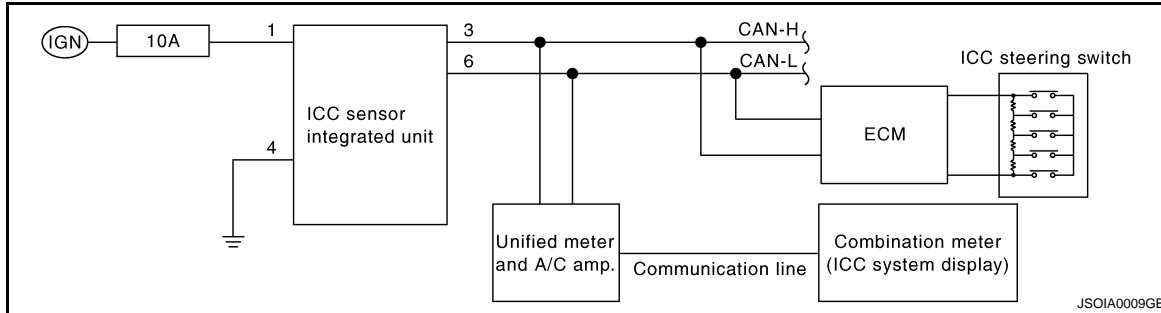 IGN
10A
1
3
6
4
CAN-H
CAN-L
ICC sensor
integrated unit
ICC steering switch
ECM
Unified meter
and A/C amp.
Communication line
Combination meter
(ICC system display)
JSOIA0009GB